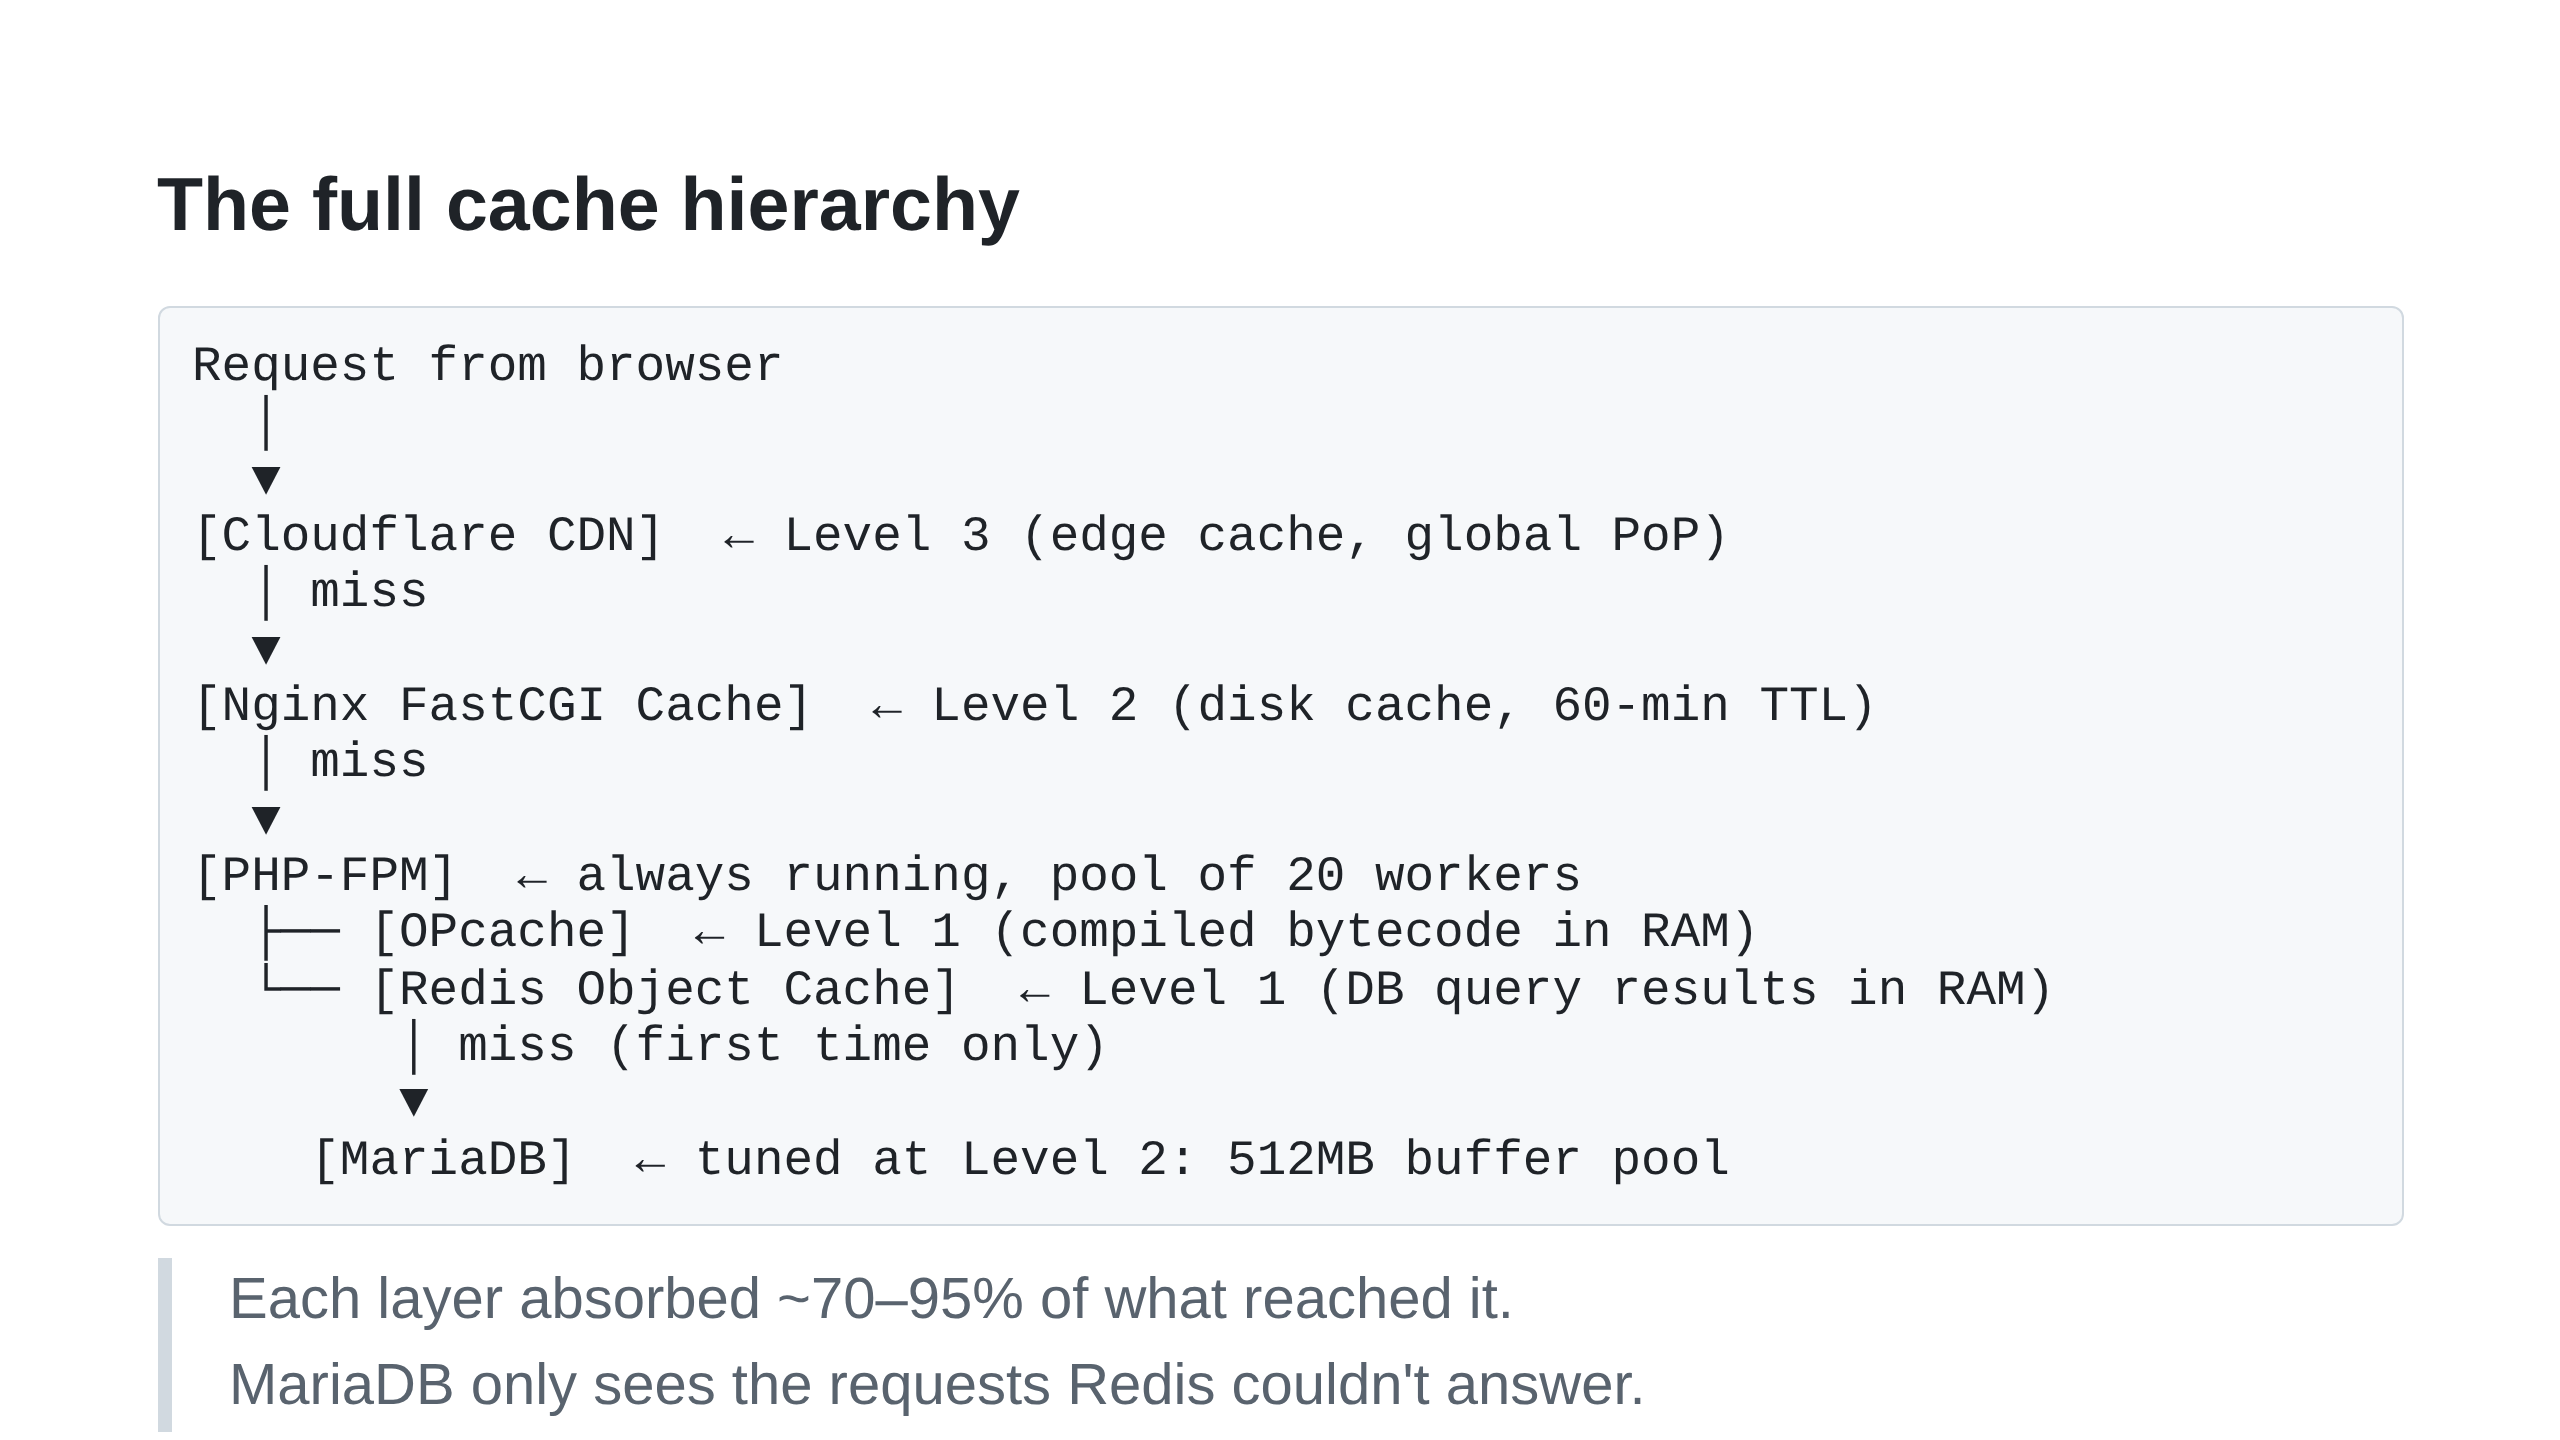 The full cache hierarchy
Request from browser
   │
   ▼
[Cloudflare CDN]  ← Level 3 (edge cache, global PoP)
   │ miss
   ▼
[Nginx FastCGI Cache]  ← Level 2 (disk cache, 60-min TTL)
   │ miss
   ▼
[PHP-FPM]  ← always running, pool of 20 workers
   ├── [OPcache]  ← Level 1 (compiled bytecode in RAM)
   └── [Redis Object Cache]  ← Level 1 (DB query results in RAM)
        │ miss (first time only)
        ▼
     [MariaDB]  ← tuned at Level 2: 512MB buffer pool
Each layer absorbed ~70–95% of what reached it.
MariaDB only sees the requests Redis couldn't answer.